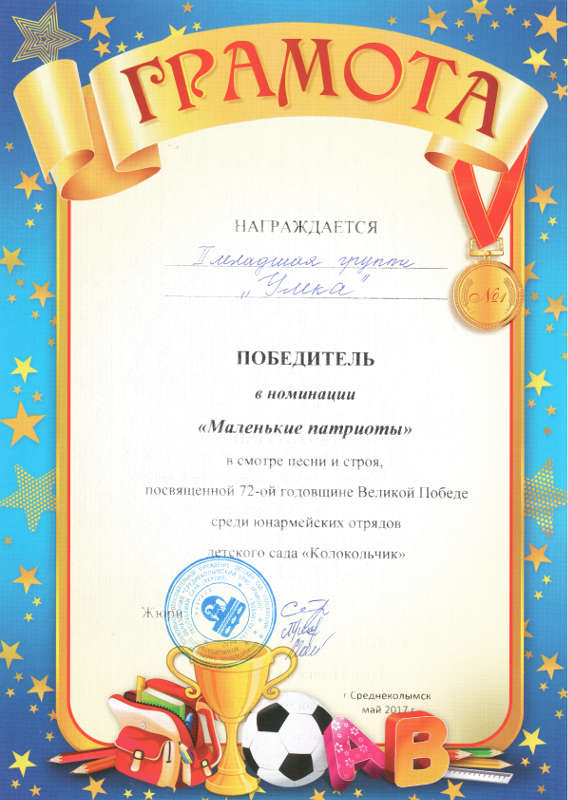 ГРАМОТА
НАГРАЖДАЕТСЯ
II младшая группа
„Умка"
№1
ПОБЕДИТЕЛЬ
в номинации
«Маленькие патриоты»
в смотре песни и строя,
посвященной 72-ой годовщине Великой Победе
среди юнармейских отрядов
детского сада «Колокольчик»
Жюри
г Среднеколымск
май 2017 г
А В